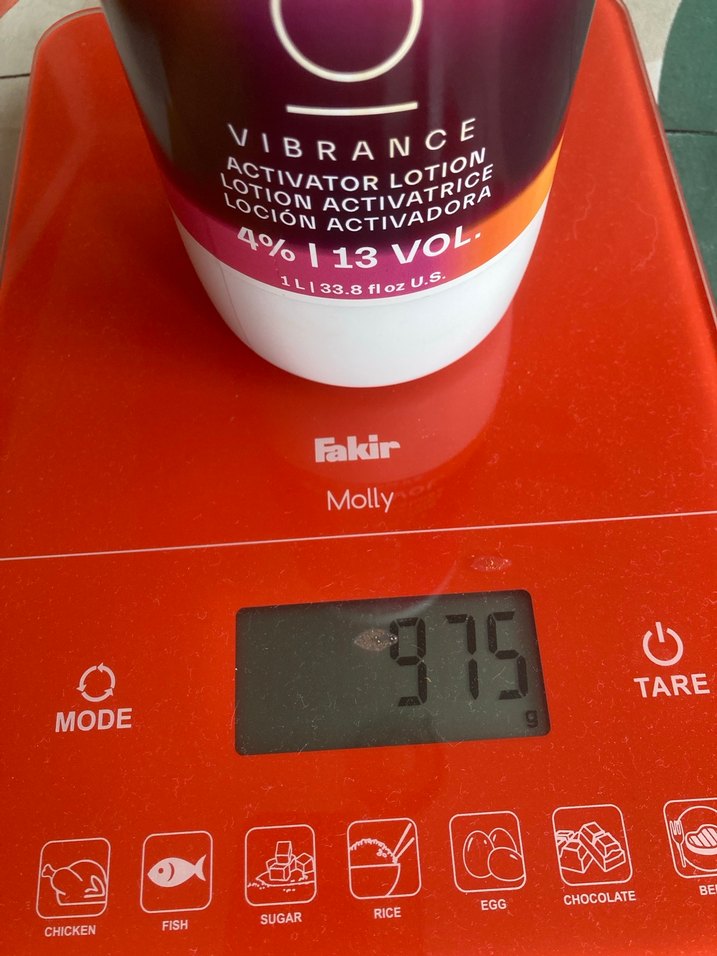 VIBRANCE
ACTIVATOR LOTION
LOTION ACTIVATRICE
LOCIÓN ACTIVADORA
4% | 13 VOL.
1 L | 33.8 fl oz U.S.
Fakir
Molly
975
g
MODE
TARE
CHICKEN
FISH
SUGAR
RICE
EGG
CHOCOLATE